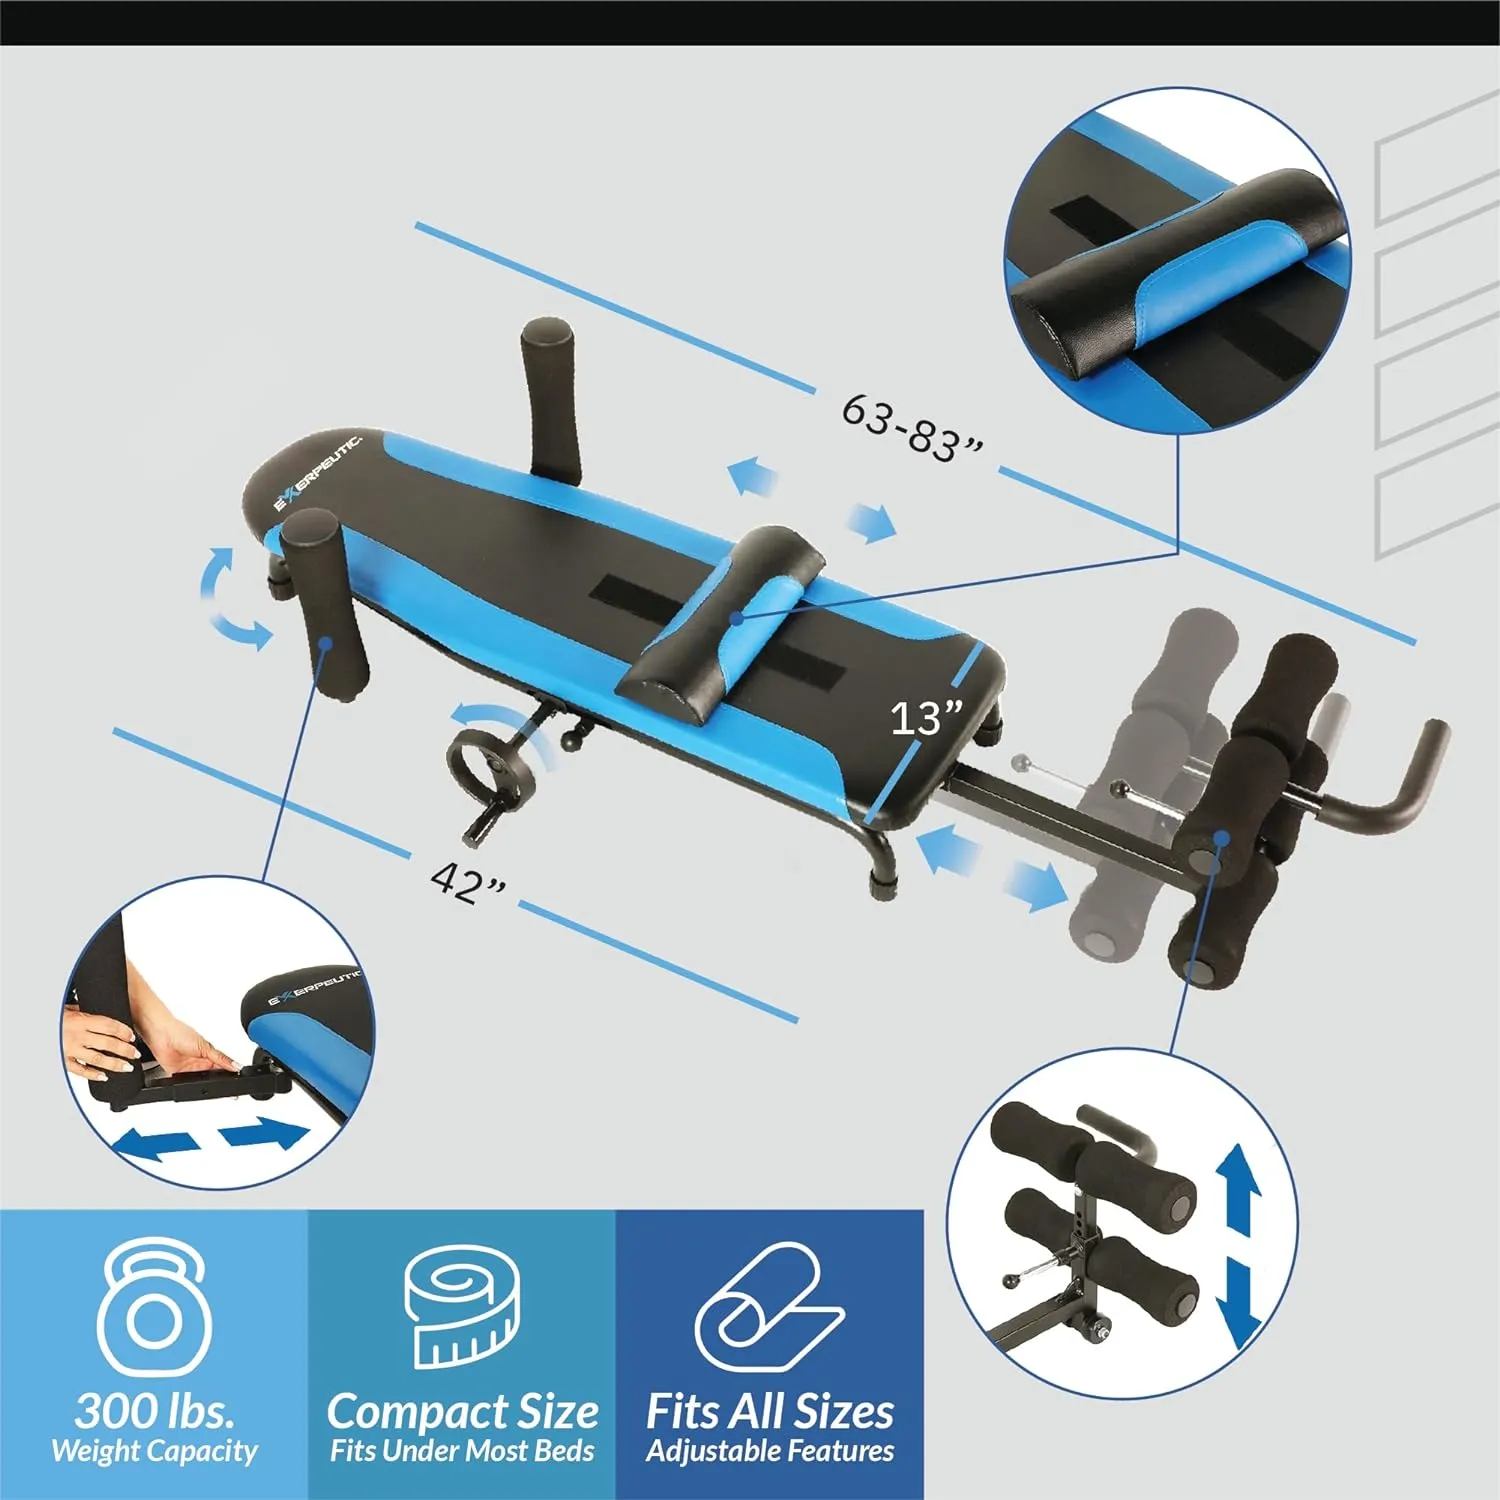 63-83”
EXERPEUTIC
13”
42”
EXERPEUTIC
300 lbs.
Weight Capacity
Compact Size
Fits Under Most Beds
Fits All Sizes
Adjustable Features